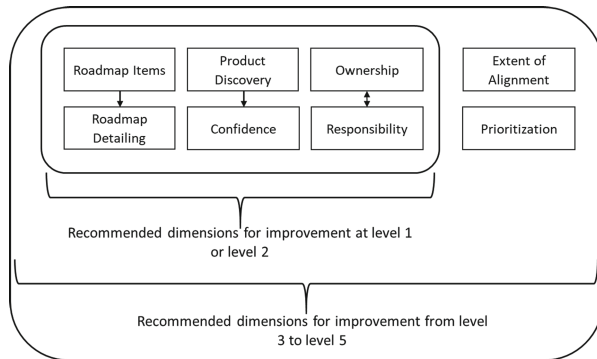 Roadmap Items
Product
Discovery
Ownership
Extent of
Alignment
Roadmap
Detailing
Confidence
Responsibility
Prioritization
Recommended dimensions for improvement at level 1
or level 2
Recommended dimensions for improvement from level
3 to level 5